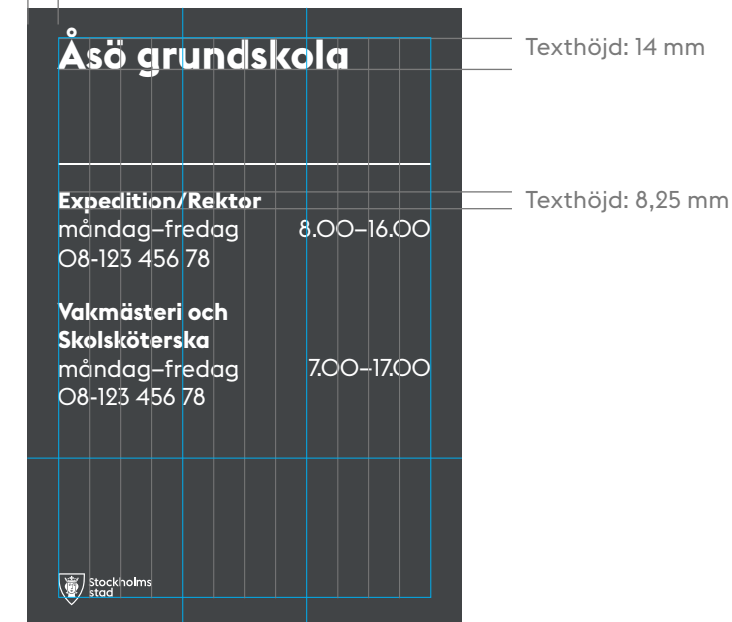 Åsö grundskola
Texthöjd: 14 mm
Expedition/Rektor
Texthöjd: 8,25 mm
måndag–fredag 8.00–16.00
08-123 456 78
Vakmästeri och
Skolsköterska
måndag–fredag 7.00–17.00
08-123 456 78
Stockholms
stad